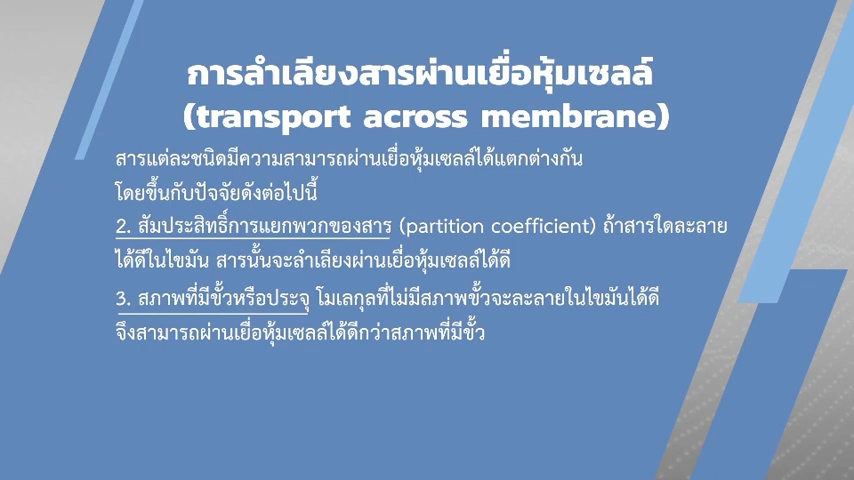 การลำเลียงสารผ่านเยื่อหุ้มเซลล์
(transport across membrane)
สารแต่ละชนิดมีความสามารถผ่านเยื่อหุ้มเซลล์ได้แตกต่างกัน
โดยขึ้นกับปัจจัยดังต่อไปนี้
2. สัมประสิทธิ์การแยกพวกของสาร (partition coefficient) ถ้าสารใดละลาย
ได้ดีในไขมัน สารนั้นจะลำเลียงผ่านเยื่อหุ้มเซลล์ได้ดี
3. สภาพที่มีขั้วหรือประจุ โมเลกุลที่ไม่มีสภาพขั้วจะละลายในไขมันได้ดี
จึงสามารถผ่านเยื่อหุ้มเซลล์ได้ดีกว่าสภาพที่มีขั้ว